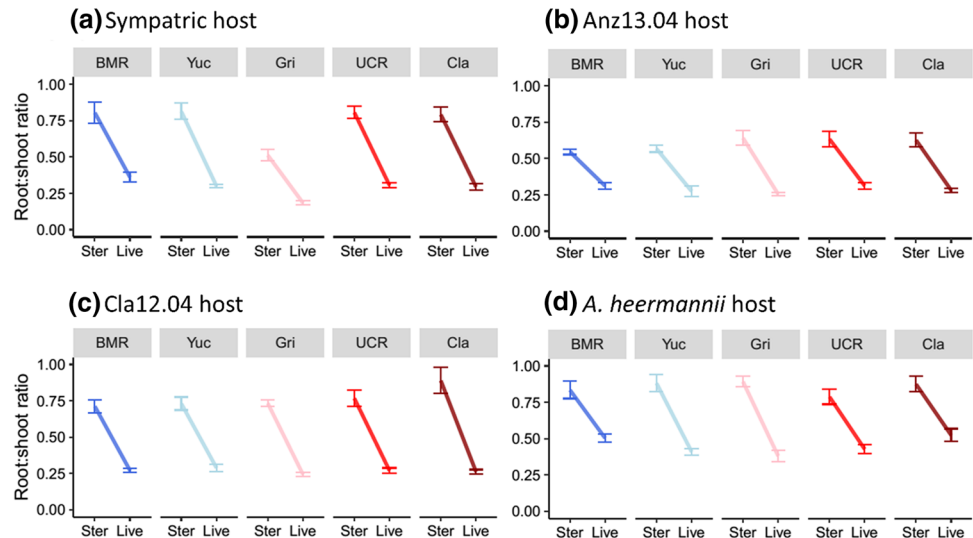 (a) Sympatric host
BMR Yuc Gri UCR Cla
Root:shoot ratio
1.00
0.75
0.50
0.25
0.00
Ster Live Ster Live Ster Live Ster Live Ster Live
(b) Anz13.04 host
BMR Yuc Gri UCR Cla
1.00
0.75
0.50
0.25
0.00
Ster Live Ster Live Ster Live Ster Live Ster Live
(c) Cla12.04 host
BMR Yuc Gri UCR Cla
Root:shoot ratio
1.00
0.75
0.50
0.25
0.00
Ster Live Ster Live Ster Live Ster Live Ster Live
(d) A. heermannii host
BMR Yuc Gri UCR Cla
1.00
0.75
0.50
0.25
0.00
Ster Live Ster Live Ster Live Ster Live Ster Live